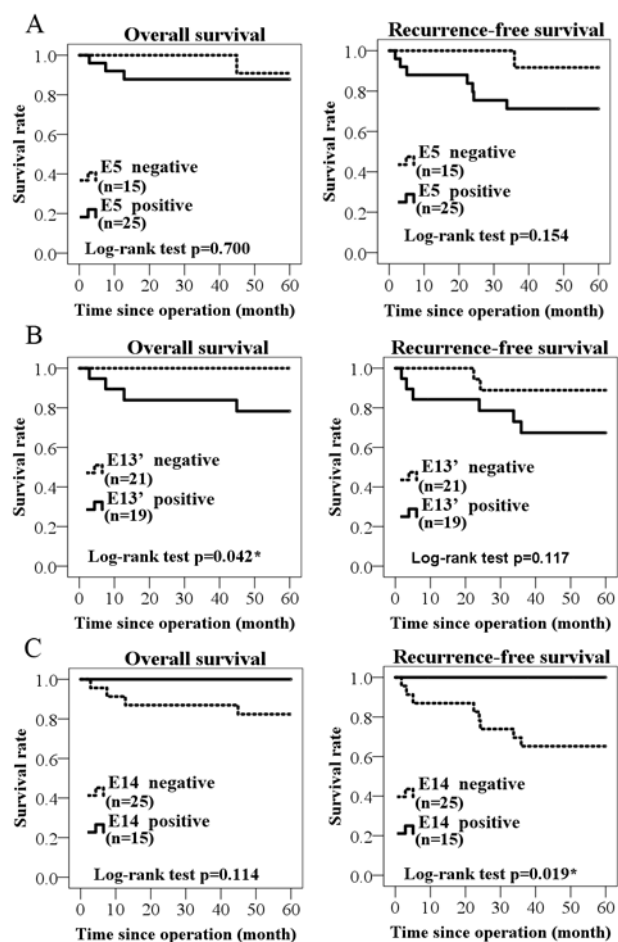 A
Overall survival
Survival rate
1.0
0.8
0.6
0.4
0.2
0.0
E5 negative
(n=15)
E5 positive
(n=25)
Log-rank test p=0.700
0 10 20 30 40 50 60
Time since operation (month)
Recurrence-free survival
Survival rate
1.0
0.8
0.6
0.4
0.2
0.0
E5 negative
(n=15)
E5 positive
(n=25)
Log-rank test p=0.154
0 10 20 30 40 50 60
Time since operation (month)
B
Overall survival
Survival rate
1.0
0.8
0.6
0.4
0.2
0.0
E13’ negative
(n=21)
E13’ positive
(n=19)
Log-rank test p=0.042*
0 10 20 30 40 50 60
Time since operation (month)
Recurrence-free survival
Survival rate
1.0
0.8
0.6
0.4
0.2
0.0
E13’ negative
(n=21)
E13’ positive
(n=19)
Log-rank test p=0.117
0 10 20 30 40 50 60
Time since operation (month)
C
Overall survival
Survival rate
1.0
0.8
0.6
0.4
0.2
0.0
E14 negative
(n=25)
E14 positive
(n=15)
Log-rank test p=0.114
0 10 20 30 40 50 60
Time since operation (month)
Recurrence-free survival
Survival rate
1.0
0.8
0.6
0.4
0.2
0.0
E14 negative
(n=25)
E14 positive
(n=15)
Log-rank test p=0.019*
0 10 20 30 40 50 60
Time since operation (month)